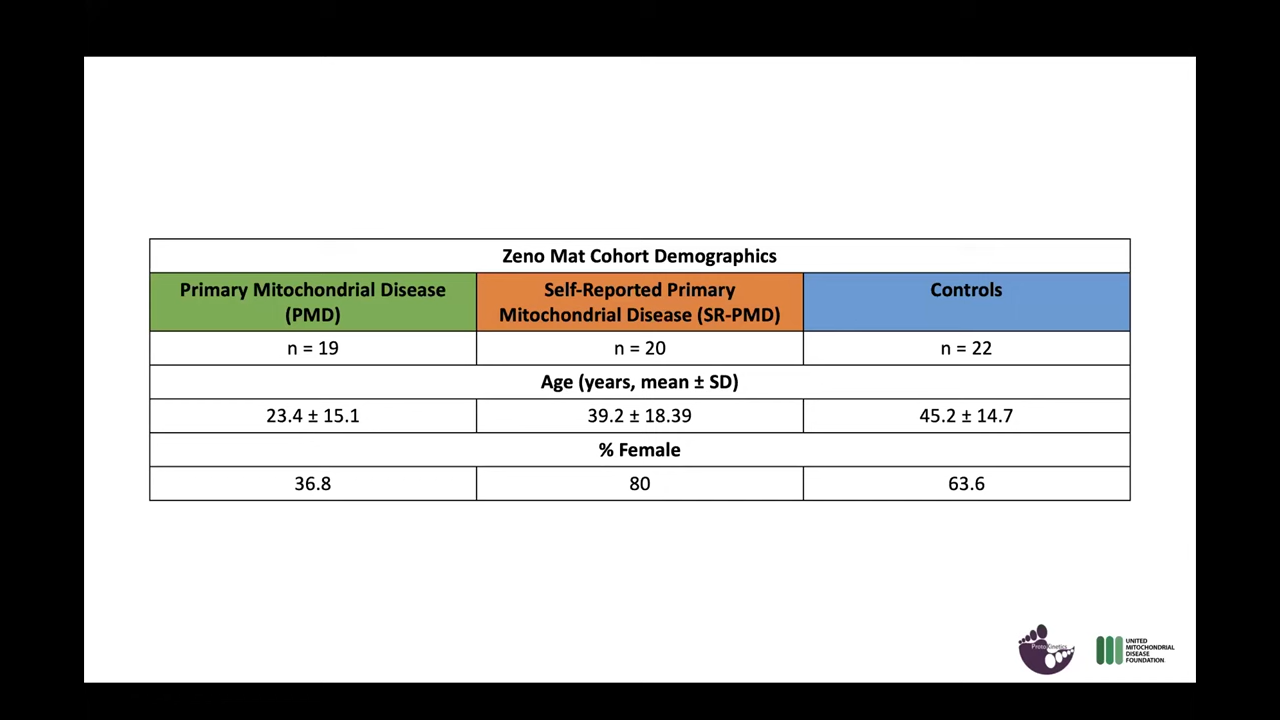 Zeno Mat Cohort Demographics
Primary Mitochondrial Disease
(PMD)
Self-Reported Primary
Mitochondrial Disease (SR-PMD)
Controls
n = 19
n = 20
n = 22
Age (years, mean ± SD)
23.4 ± 15.1
39.2 ± 18.39
45.2 ± 14.7
% Female
36.8
80
63.6
ProtoKinetics
UNITED
MITOCHONDRIAL
DISEASE
FOUNDATION